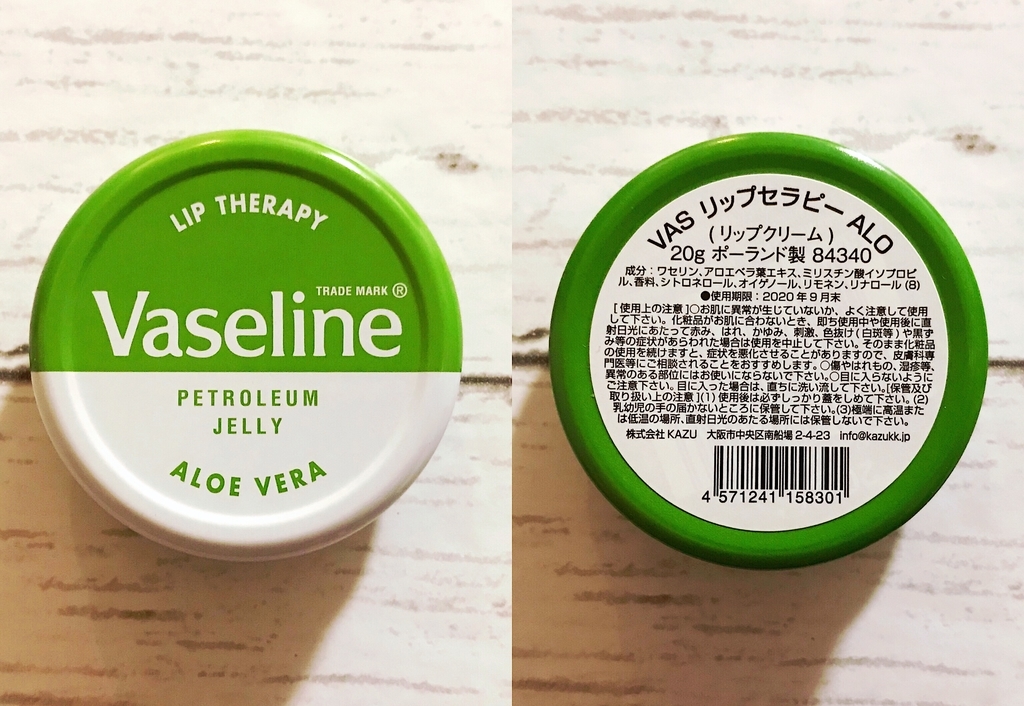 LIP THERAPY
TRADE MARK ®
Vaseline
PETROLEUM
JELLY
ALOE VERA
VAS リップセラピー ALO
(リップクリーム)
20g ポーランド製 84340
成分:ワセリン、アロエベラ葉エキス、ミリスチン酸イソプロピ
ル、香料、シトロネロール、オイゲノール、リモネン、リナロール (8)
●使用期限:2020年9月末
[使用上の注意]○お肌に異常が生じていないか、よく注意して使用
して下さい。化粧品がお肌に合わないとき、即ち使用中や使用後に直
射日光にあたって赤み、はれ、かゆみ、刺激、色抜け(白斑等)や黒ず
み等の症状があらわれた場合は使用を中止して下さい。そのまま化粧品
の使用を続けますと、症状を悪化させることがありますので、皮膚科専
門医等にご相談されることをおすすめします。○傷やはれもの、湿疹等、
異常のある部位にはお使いにならないで下さい。○目に入らないように
ご注意下さい。目に入った場合は、直ちに洗い流して下さい。[保管及び
取り扱い上の注意](1)使用後は必ずしっかり蓋をしめて下さい。(2)
乳幼児の手の届かないところに保管して下さい。(3)極端に高温また
は低温の場所、直射日光のあたる場所には保管しないで下さい。
株式会社 KAZU 大阪市中央区南船場 2-4-23 info@kazukk.jp
4 571241 158301